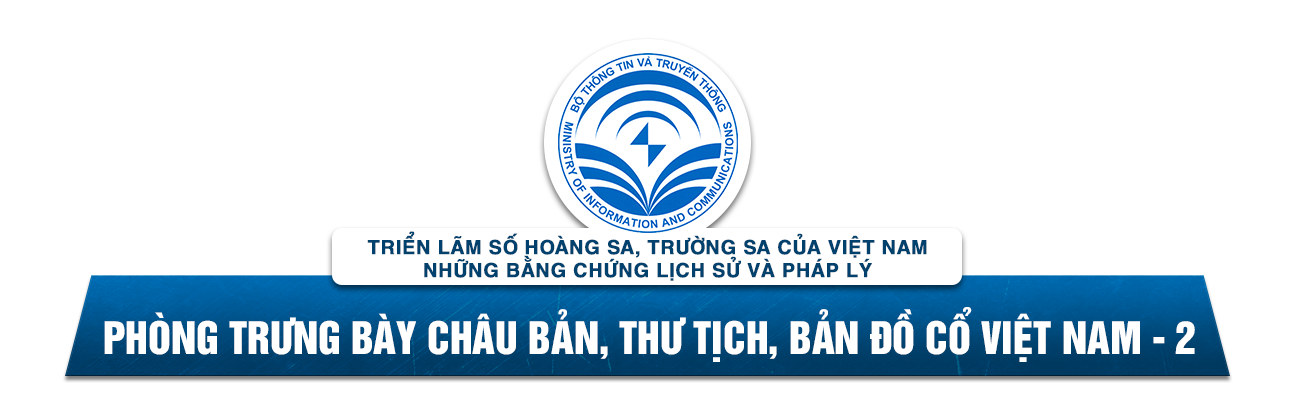 BỘ THÔNG TIN VÀ TRUYỀN THÔNG
MINISTRY OF INFORMATION AND COMMUNICATIONS
TRIỂN LÃM SỐ HOÀNG SA, TRƯỜNG SA CỦA VIỆT NAM
NHỮNG BẰNG CHỨNG LỊCH SỬ VÀ PHÁP LÝ
PHÒNG TRƯNG BÀY CHÂU BẢN, THƯ TỊCH, BẢN ĐỒ CỔ VIỆT NAM - 2